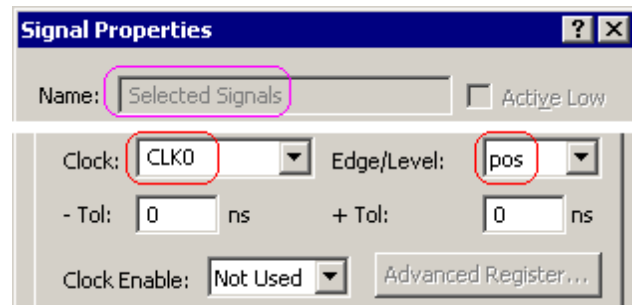 Signal Properties ? X
Name: Selected Signals Active Low
Clock: CLK0 Edge/Level: pos
- Tol: 0 ns + Tol: 0 ns
Clock Enable: Not Used Advanced Register...